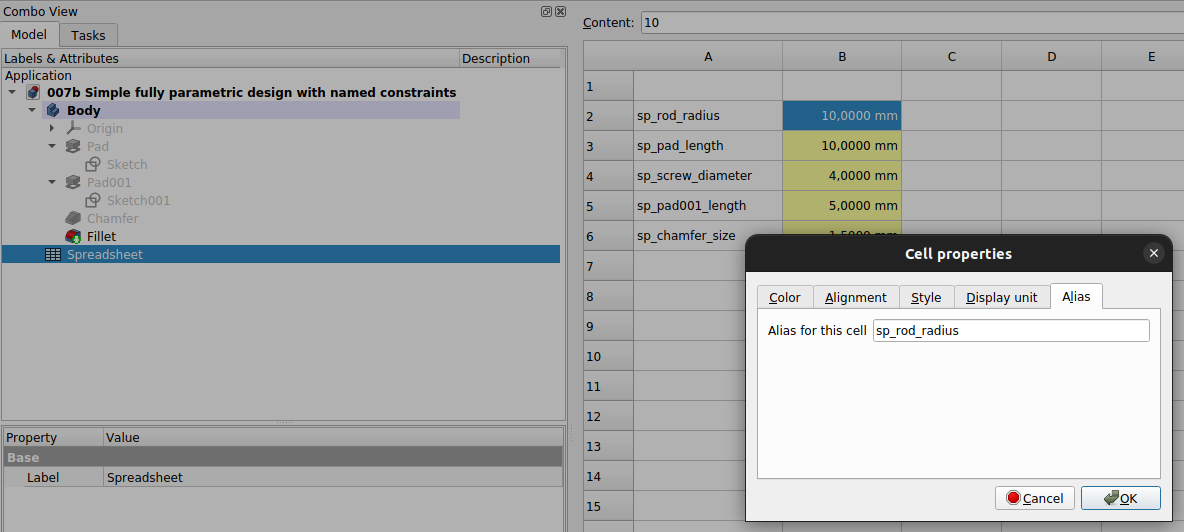 Combo View
Model
Tasks
Labels & Attributes
Description
Application
007b Simple fully parametric design with named constraints
Body
Origin
Pad
Sketch
Pad001
Sketch001
Chamfer
Fillet
Spreadsheet
Property
Value
Base
Label
Spreadsheet
Content: 10
A B C D E
1
2 sp_rod_radius 10,0000 mm
3 sp_pad_length 10,0000 mm
4 sp_screw_diameter 4,0000 mm
5 sp_pad001_length 5,0000 mm
6 sp_chamfer_size 1,5000 mm
7
8
9
10
11
12
13
14
15
Cell properties
Color
Alignment
Style
Display unit
Alias
Alias for this cell sp_rod_radius
Cancel
OK